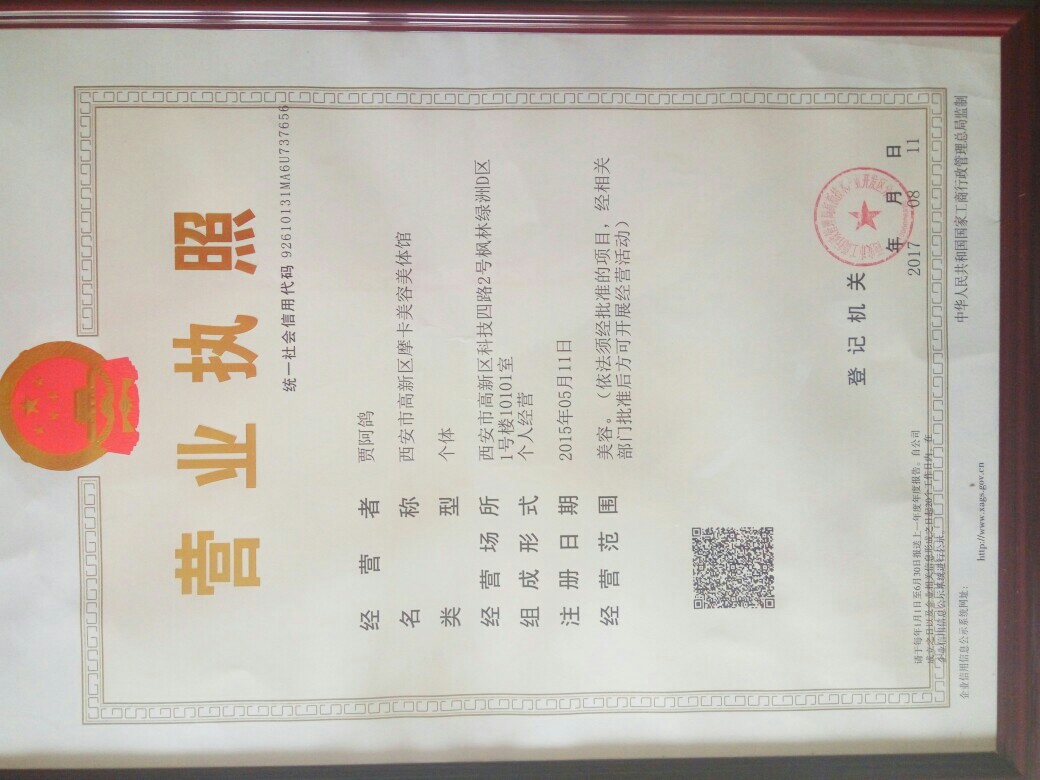 营业执照
统一社会信用代码 92610131MA6U737656
经营者 贾阿鸽
名称 西安市高新区摩卡美容美体馆
类型 个体
经营场所 西安市高新区科技四路2号枫林绿洲D区
1号楼10101室
组成形式 个人经营
注册日期 2015年05月11日
经营范围 美容。（依法须经批准的项目，经相关
部门批准后方可开展经营活动）
登记机关
年 月 日
2017 08 11
请于每年1月1日至6月30日报送上一年度年度报告。自公司
企业信用信息公示系统网址：
http://www.xags.gov.cn
中华人民共和国国家工商行政管理总局监制